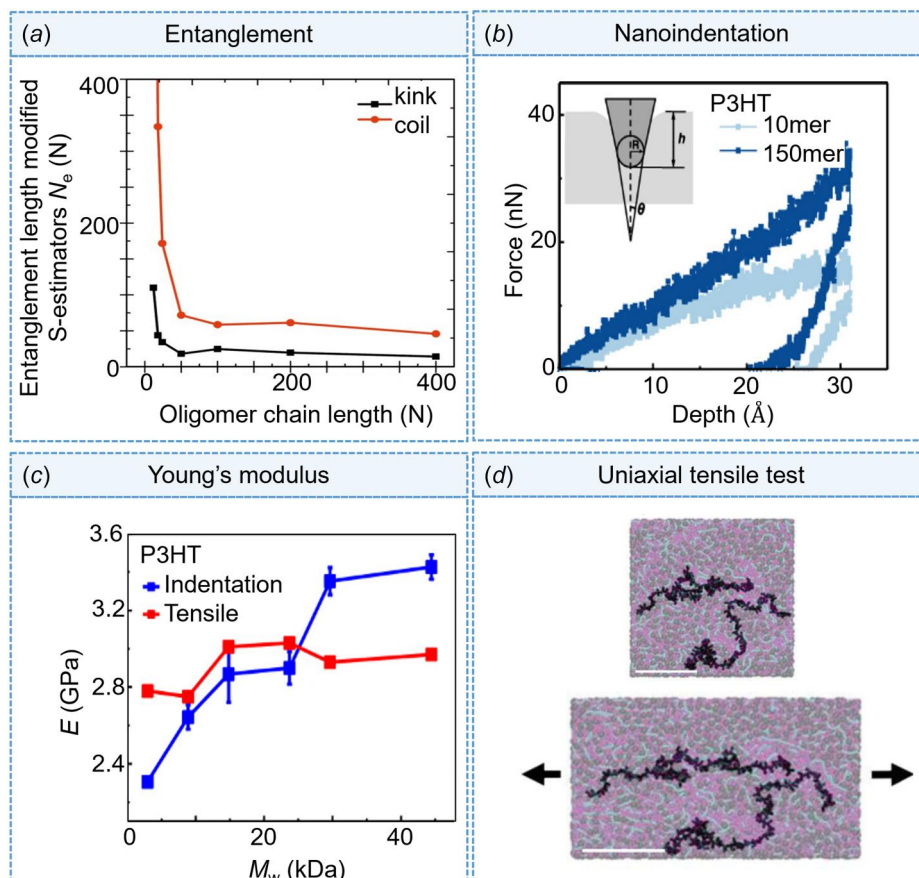 (a) Entanglement
400
200
0
Entanglement length modified
S-estimators Ne (N)
kink
coil
0 200 400
Oligomer chain length (N)
(b) Nanoindentation
40
20
0
Force (nN)
P3HT
10mer
150mer
R
h
θ
0 10 20 30
Depth (Å)
(c) Young's modulus
3.6
3.2
2.8
2.4
E (GPa)
P3HT
Indentation
Tensile
0 20 40
Mw (kDa)
(d) Uniaxial tensile test